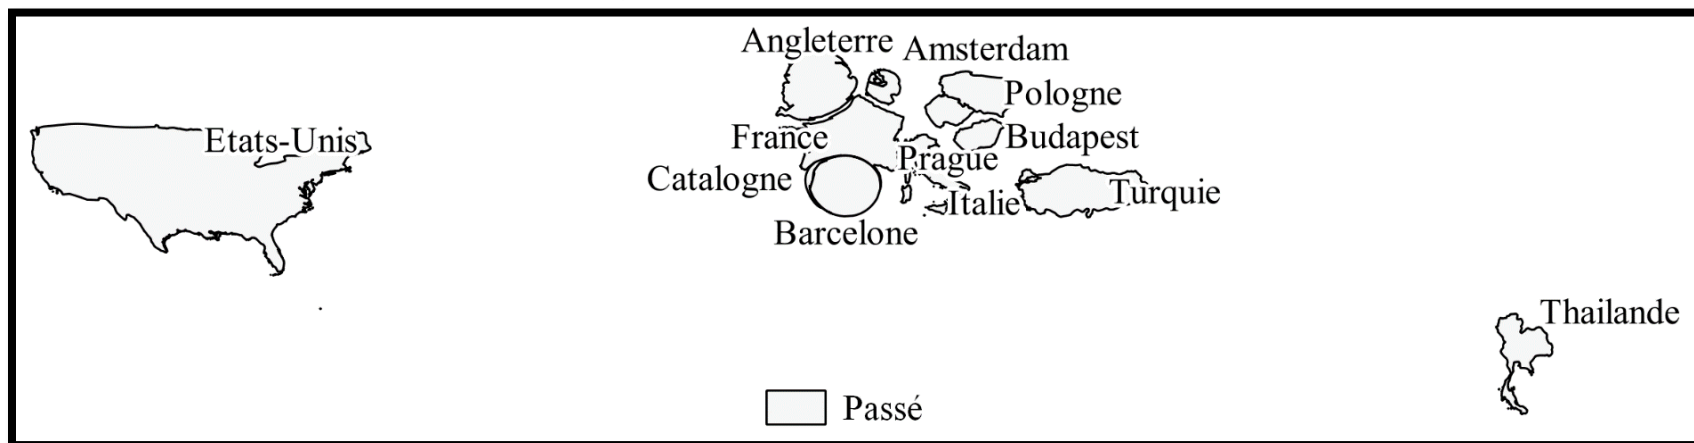 Angleterre
Amsterdam
Pologne
Etats-Unis
France
Budapest
Prague
Catalogne
Turquie
Italie
Barcelone
Thailande
Passé